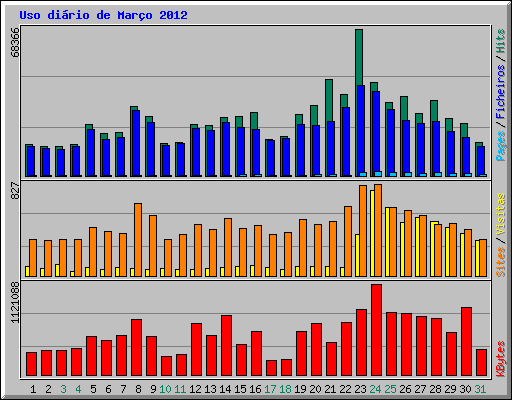 Uso diário de Março 2012
68366
827
1121088
Pages / Ficheiros / Hits
Sites / Visitas
KBytes
1 2 3 4 5 6 7 8 9 10 11 12 13 14 15 16 17 18 19 20 21 22 23 24 25 26 27 28 29 30 31